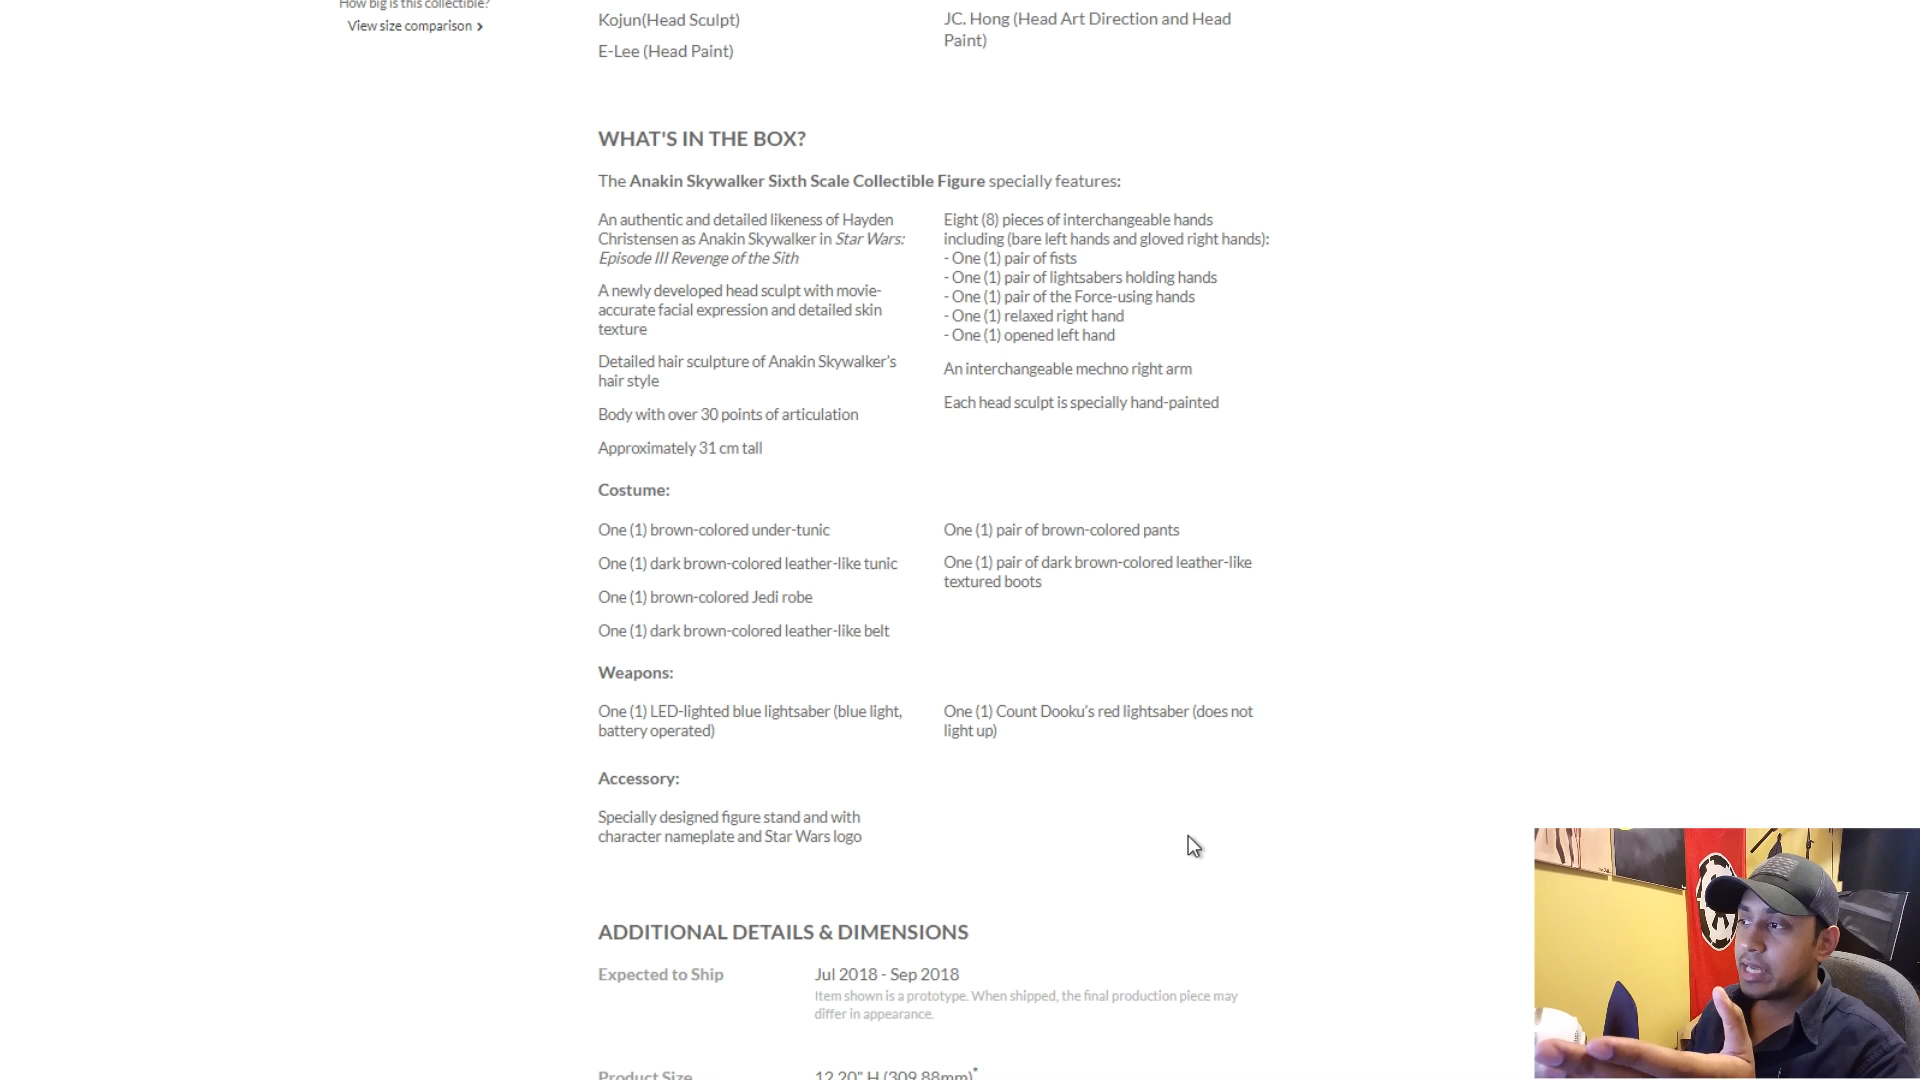 How big is this collectible?
View size comparison >
Kojun(Head Sculpt)
E-Lee (Head Paint)
JC. Hong (Head Art Direction and Head
Paint)
WHAT'S IN THE BOX?
The Anakin Skywalker Sixth Scale Collectible Figure specially features:
An authentic and detailed likeness of Hayden
Christensen as Anakin Skywalker in Star Wars:
Episode III Revenge of the Sith
A newly developed head sculpt with movie-
accurate facial expression and detailed skin
texture
Detailed hair sculpture of Anakin Skywalker's
hair style
Body with over 30 points of articulation
Approximately 31 cm tall
Eight (8) pieces of interchangeable hands
including (bare left hands and gloved right hands):
- One (1) pair of fists
- One (1) pair of lightsabers holding hands
- One (1) pair of the Force-using hands
- One (1) relaxed right hand
- One (1) opened left hand
An interchangeable mechno right arm
Each head sculpt is specially hand-painted
Costume:
One (1) brown-colored under-tunic
One (1) dark brown-colored leather-like tunic
One (1) brown-colored Jedi robe
One (1) dark brown-colored leather-like belt
One (1) pair of brown-colored pants
One (1) pair of dark brown-colored leather-like
textured boots
Weapons:
One (1) LED-lighted blue lightsaber (blue light,
battery operated)
One (1) Count Dooku's red lightsaber (does not
light up)
Accessory:
Specially designed figure stand and with
character nameplate and Star Wars logo
ADDITIONAL DETAILS & DIMENSIONS
Expected to Ship
Jul 2018 - Sep 2018
Item shown is a prototype. When shipped, the final production piece may
differ in appearance.
Product Size
12.20" H (309.88mm)*